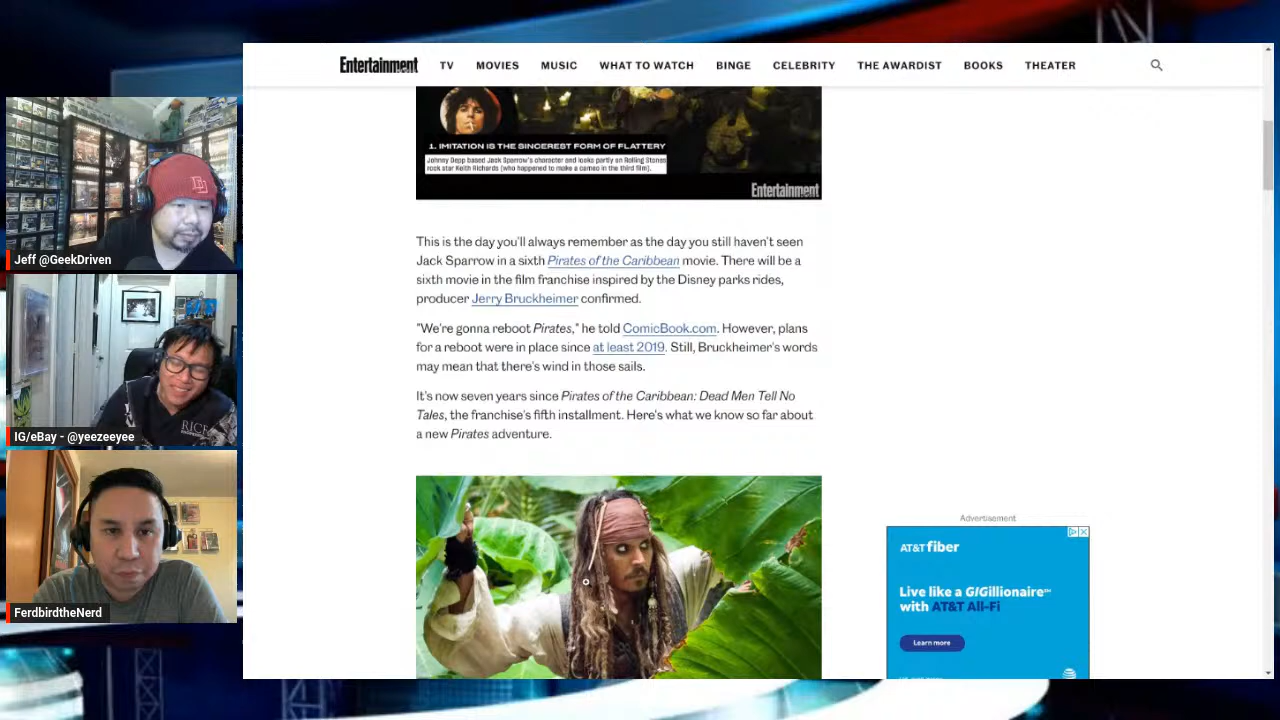 Entertainment
TV
MOVIES
MUSIC
WHAT TO WATCH
BINGE
CELEBRITY
THE AWARDIST
BOOKS
THEATER
1. IMITATION IS THE SINCEREST FORM OF FLATTERY
Johnny Depp based Jack Sparrow's character and looks partly on Rolling Stones
rock star Keith Richards (who happened to make a cameo in the third film).
Entertainment
This is the day you'll always remember as the day you still haven't seen
Jack Sparrow in a sixth Pirates of the Caribbean movie. There will be a
sixth movie in the film franchise inspired by the Disney parks rides,
producer Jerry Bruckheimer confirmed.
"We're gonna reboot Pirates," he told ComicBook.com. However, plans
for a reboot were in place since at least 2019. Still, Bruckheimer's words
may mean that there's wind in those sails.
It's now seven years since Pirates of the Caribbean: Dead Men Tell No
Tales, the franchise's fifth installment. Here's what we know so far about
a new Pirates adventure.
Advertisement
AT&T fiber
Live like a GIGillionaire℠
with AT&T All-Fi
Learn more
Jeff @GeekDriven
IG/eBay - @yeezeeyee
RICE
FerdbirdtheNerd